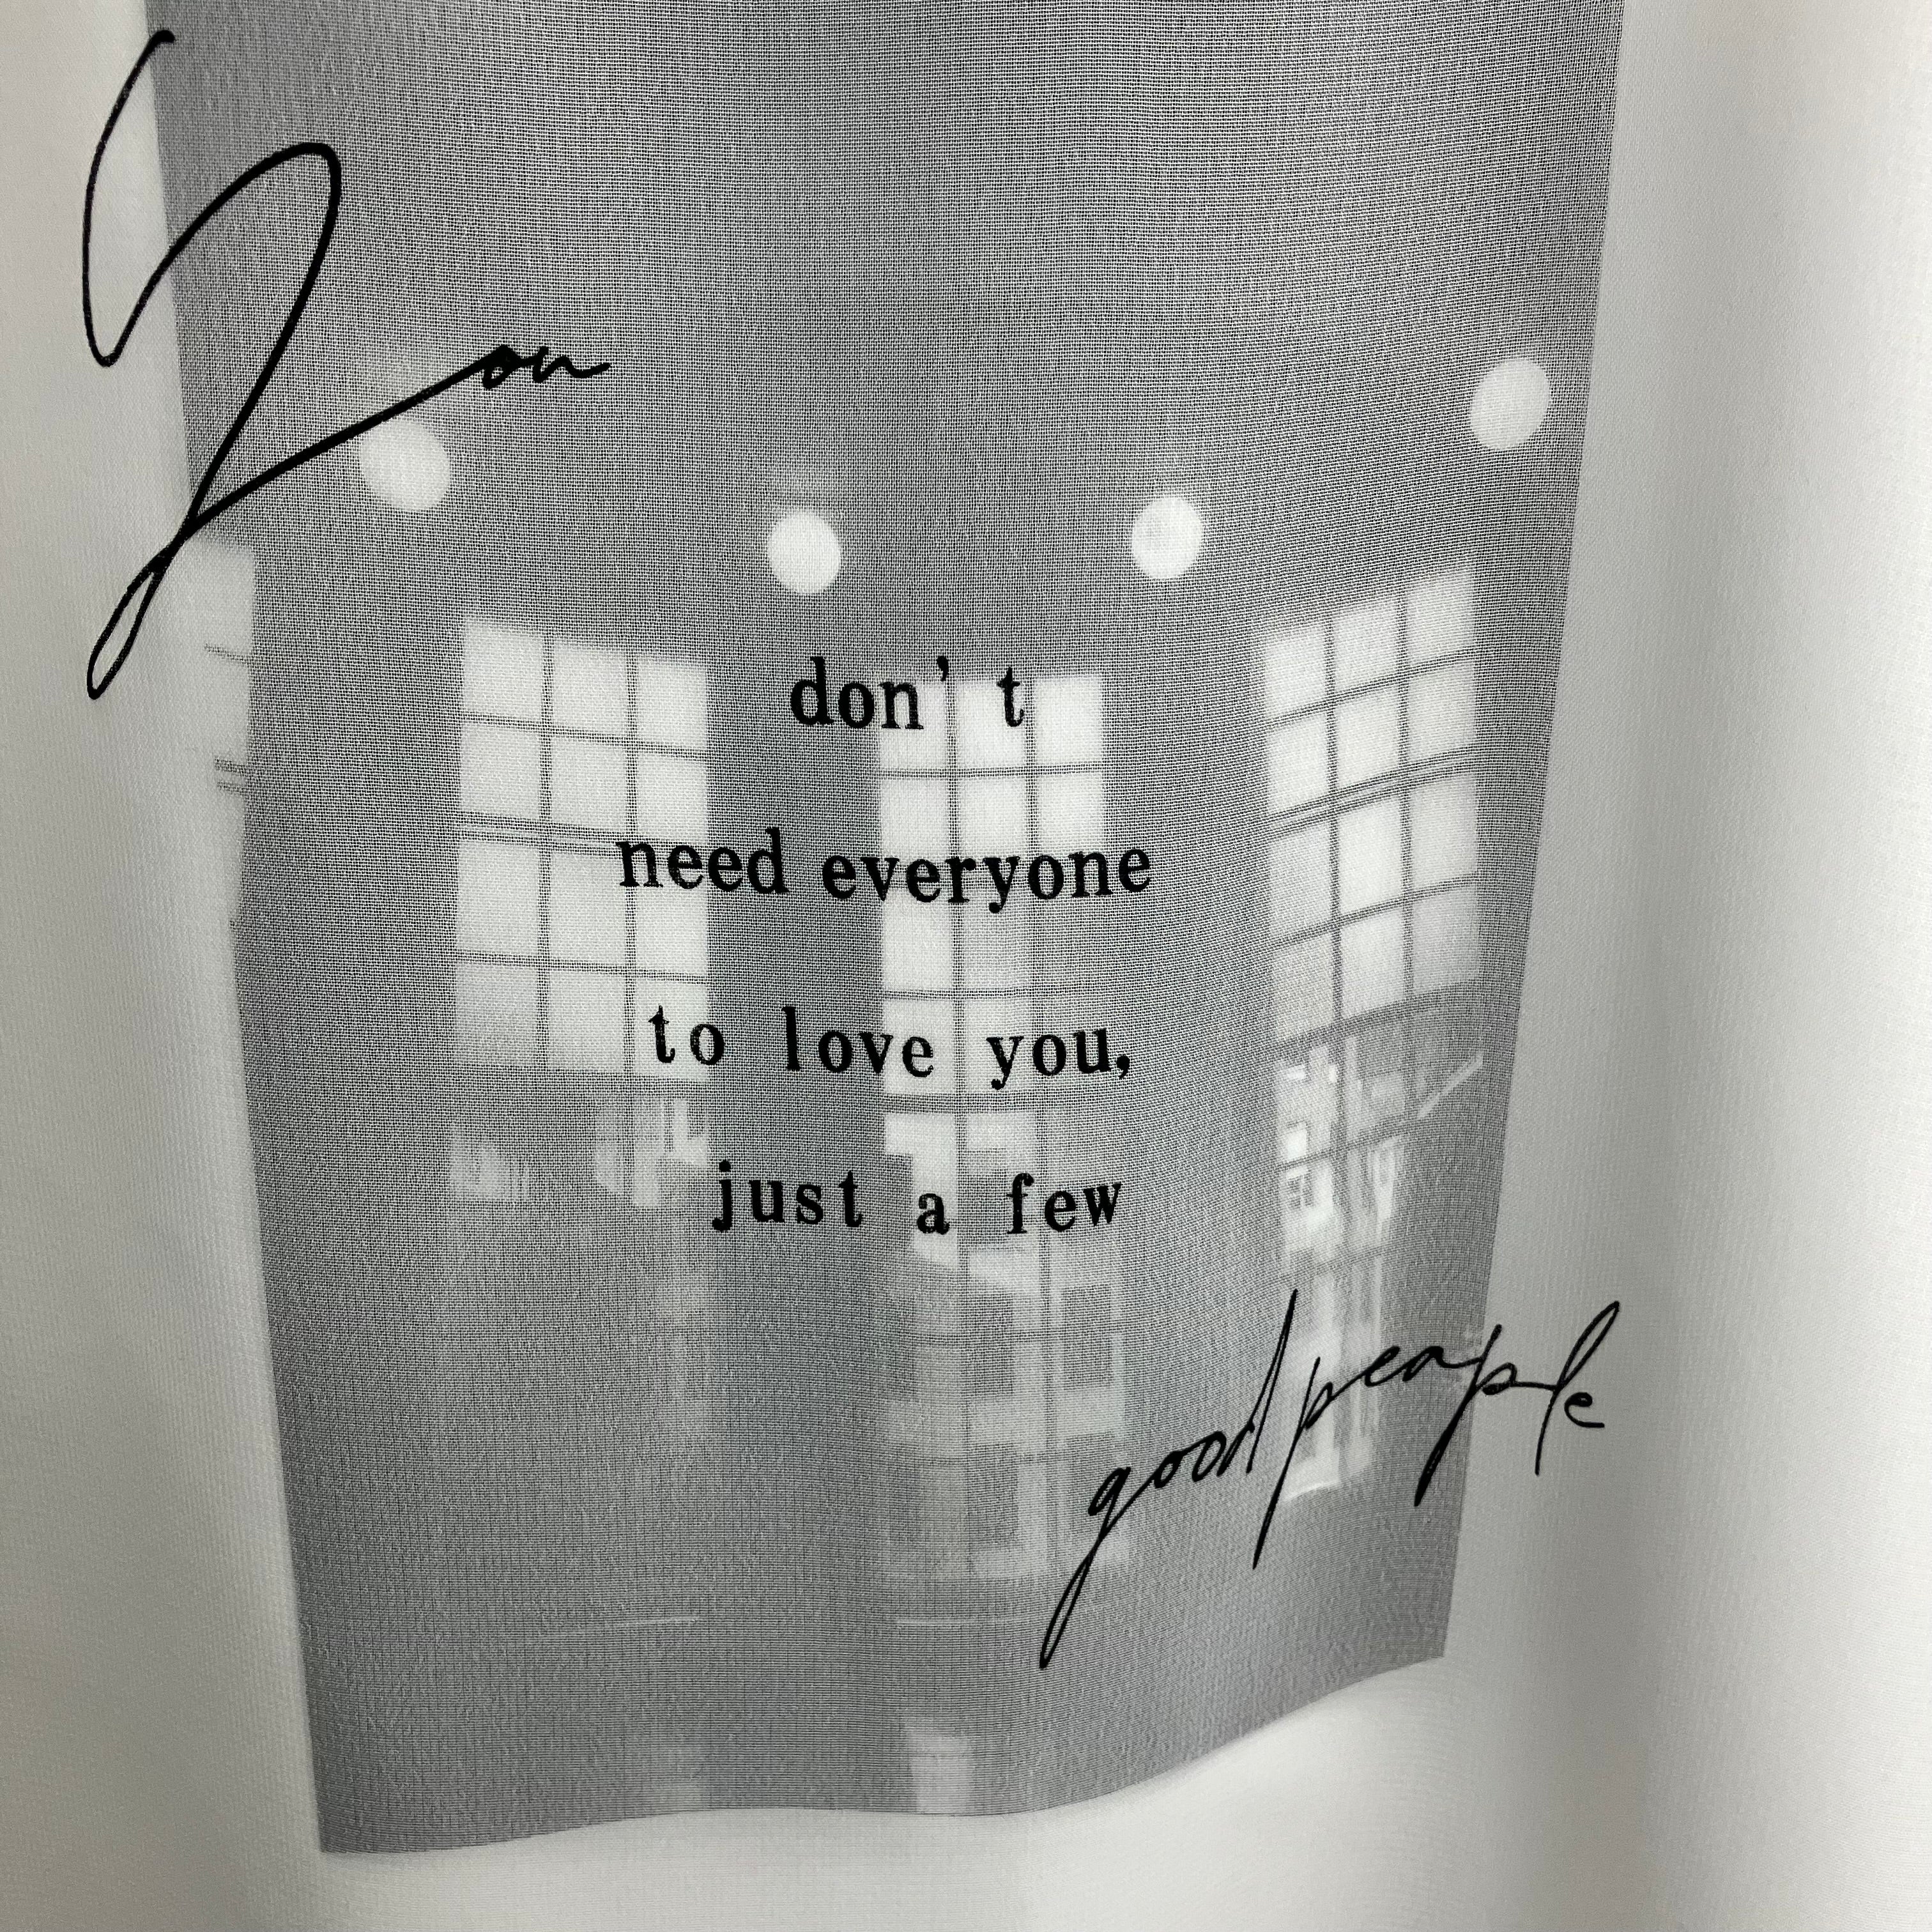 You
don't
need everyone
to love you,
just a few
good people